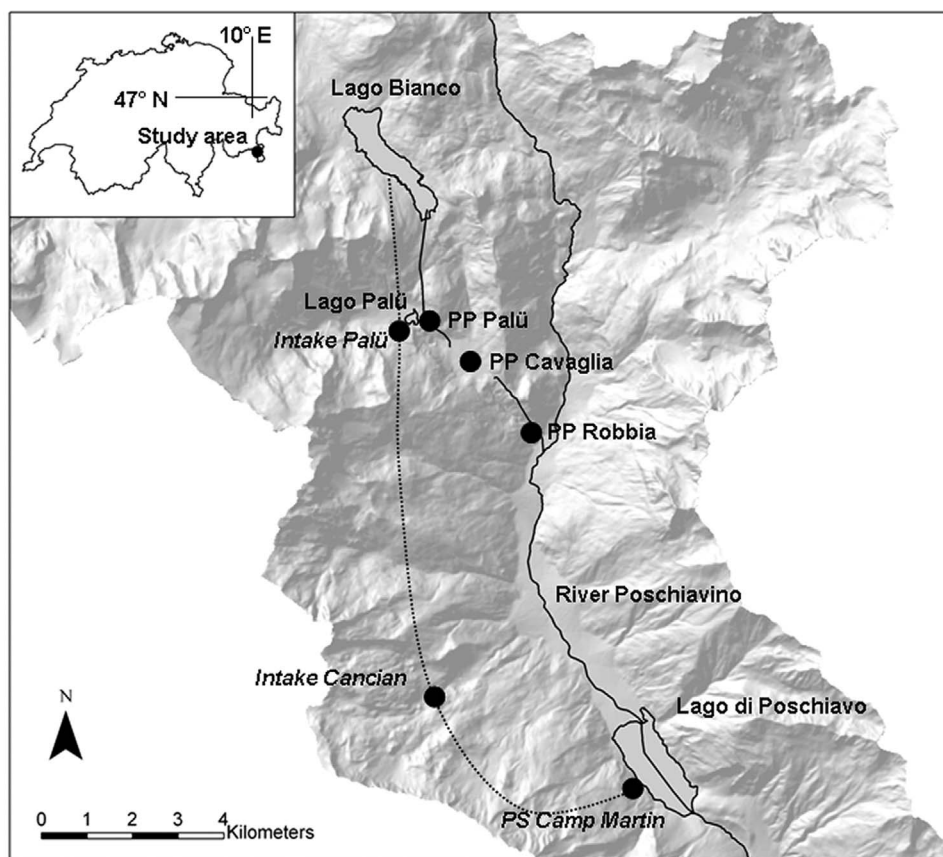 10° E
47° N
Study area
Lago Bianco
Lago Palü
PP Palü
Intake Palü
PP Cavaglia
PP Robbia
River Poschiavino
Intake Cancian
Lago di Poschiavo
PS Camp Martin
N
0 1 2 3 4
Kilometers